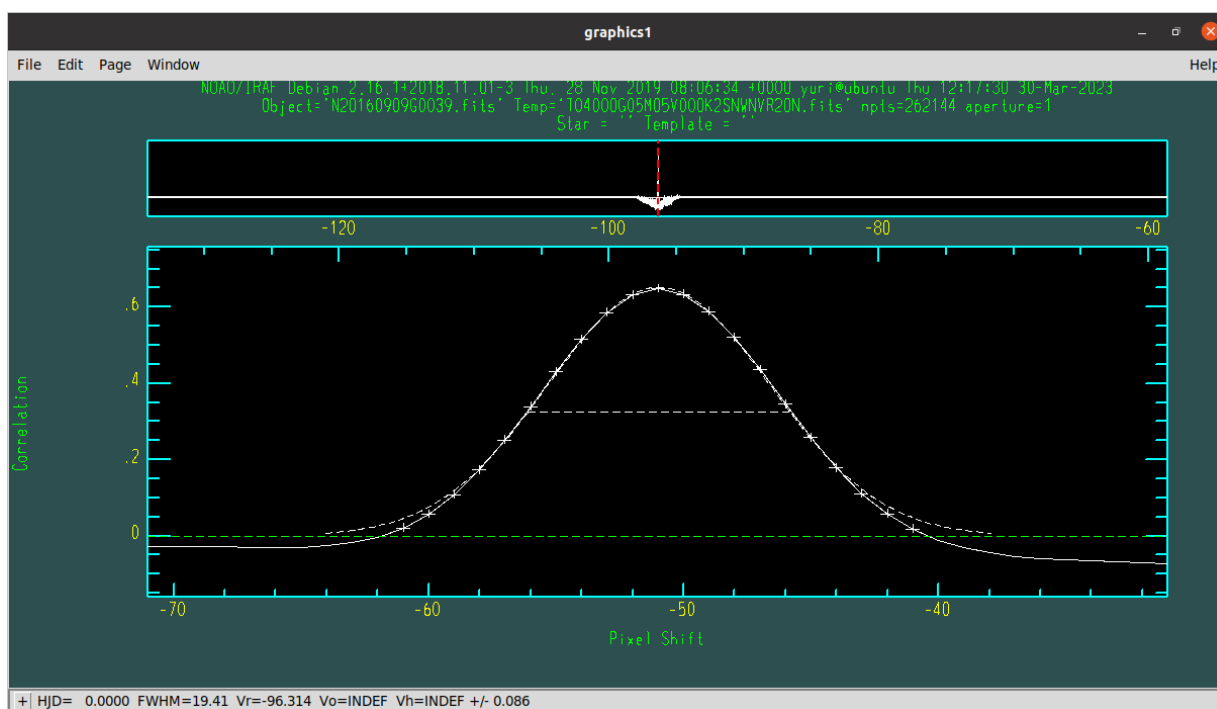 graphics1
File Edit Page Window Help
NOAO/IRAF Debian 2.16.1+2018.11.01-3 Thu, 28 Nov 2019 08:06:34 +0000 yuri@ubuntu Thu 12:17:30 30-Mar-2023
Object='N20160909G0039.fits' Temp='T04000G05M05V000K2SNWNVR20N.fits' npts=262144 aperture=1
Star = '' Template = ''
-120 -100 -80 -60
.6
.4
.2
0
Correlation
-70 -60 -50 -40
Pixel Shift
+ HJD= 0.0000 FWHM=19.41 Vr=-96.314 Vo=INDEF Vh=INDEF +/- 0.086